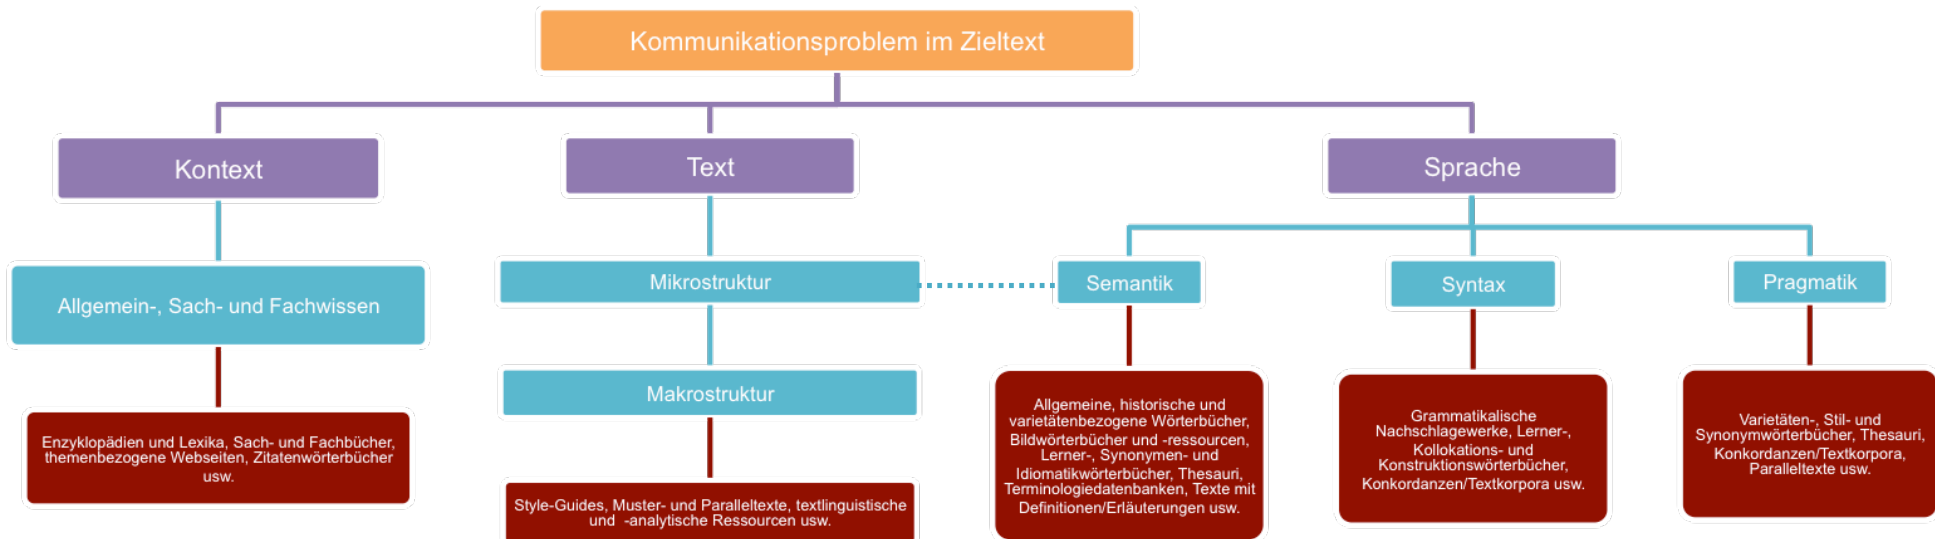 Kommunikationsproblem im Zieltext
Kontext
Text
Sprache
Allgemein-, Sach- und Fachwissen
Mikrostruktur
Semantik
Syntax
Pragmatik
Makrostruktur
Enzyklopädien und Lexika, Sach- und Fachbücher,
themenbezogene Webseiten, Zitatenwörterbücher
usw.
Style-Guides, Muster- und Paralleltexte, textlinguistische
und -analytische Ressourcen usw.
Allgemeine, historische und
varietätenbezogene Wörterbücher,
Bildwörterbücher und -ressourcen,
Lerner-, Synonymen- und
Idiomatikwörterbücher, Thesauri,
Terminologiedatenbanken, Texte mit
Definitionen/Erläuterungen usw.
Grammatikalische
Nachschlagewerke, Lerner-,
Kollokations- und
Konstruktionswörterbücher,
Konkordanzen/Textkorpora usw.
Varietäten-, Stil- und
Synonymwörterbücher, Thesauri,
Konkordanzen/Textkorpora,
Paralleltexte usw.